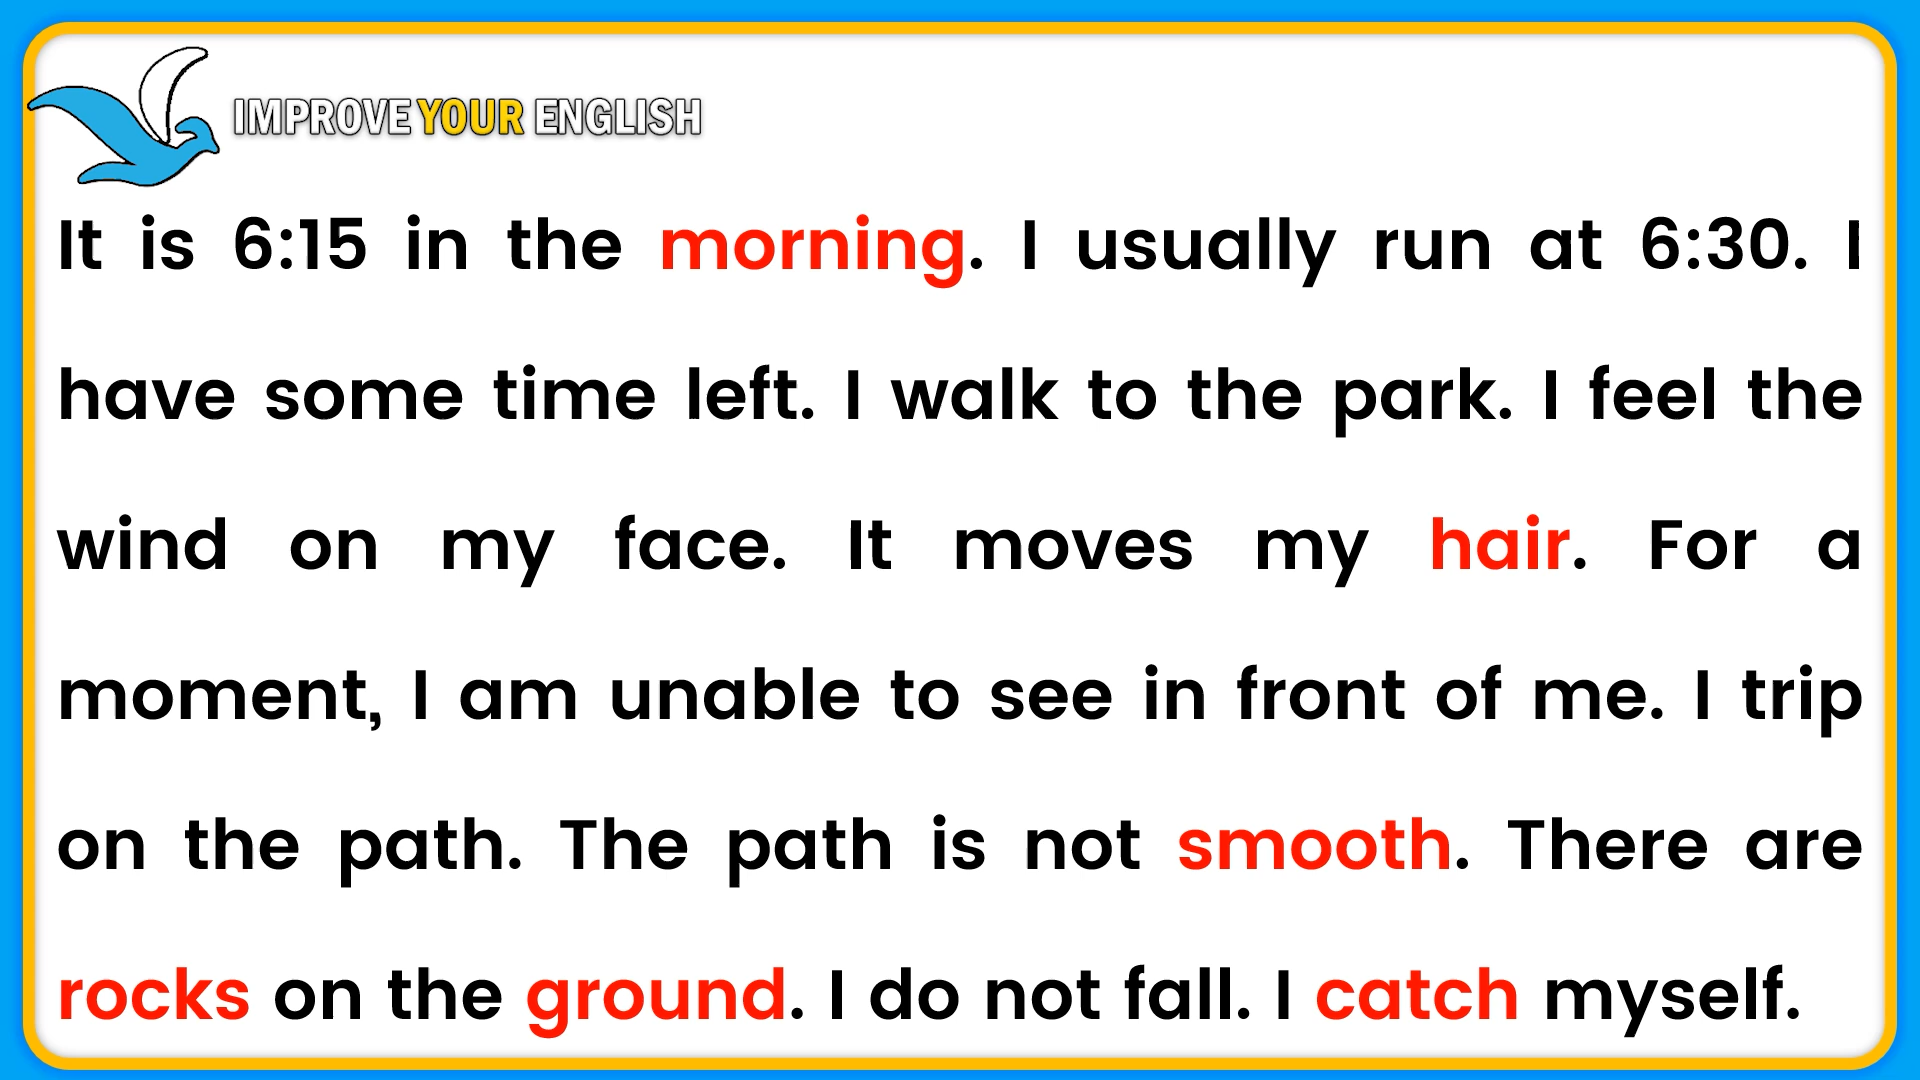 IMPROVE YOUR ENGLISH
It is 6:15 in the morning. I usually run at 6:30. I
have some time left. I walk to the park. I feel the
wind on my face. It moves my hair. For a
moment, I am unable to see in front of me. I trip
on the path. The path is not smooth. There are
rocks on the ground. I do not fall. I catch myself.